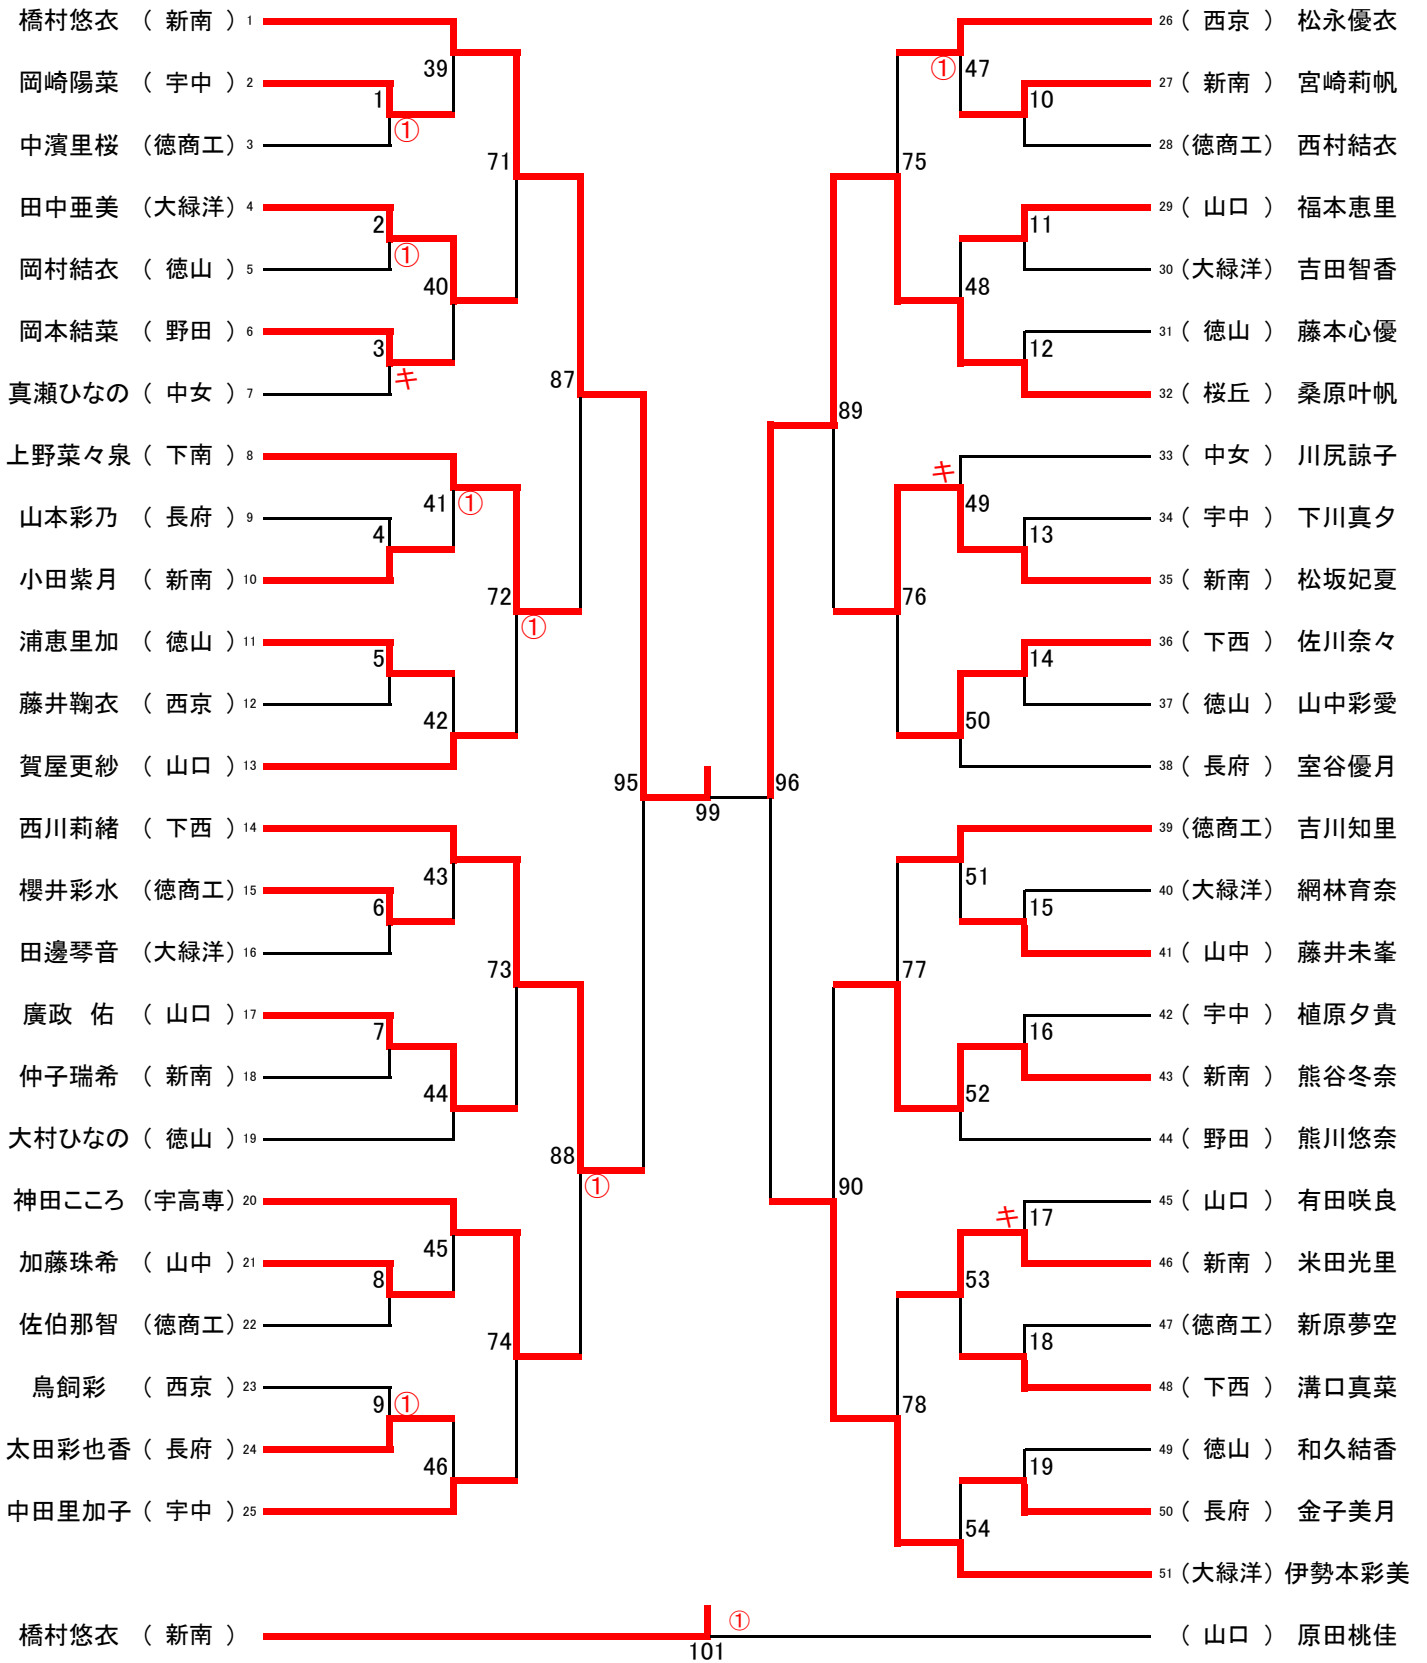 橋村悠衣 （ 新南 ） 1
岡崎陽菜 （ 宇中 ） 2
中濱里桜 （徳商工） 3
田中亜美 （大緑洋） 4
岡村結衣 （ 徳山 ） 5
岡本結菜 （ 野田 ） 6
真瀬ひなの （ 中女 ） 7
上野菜々泉 （ 下南 ） 8
山本彩乃 （ 長府 ） 9
小田紫月 （ 新南 ） 10
浦恵里加 （ 徳山 ） 11
藤井鞠衣 （ 西京 ） 12
賀屋更紗 （ 山口 ） 13
西川莉緒 （ 下西 ） 14
櫻井彩水 （徳商工） 15
田邊琴音 （大緑洋） 16
廣政 佑 （ 山口 ） 17
仲子瑞希 （ 新南 ） 18
大村ひなの （ 徳山 ） 19
神田こころ （宇高専） 20
加藤珠希 （ 山中 ） 21
佐伯那智 （徳商工） 22
鳥飼彩 （ 西京 ） 23
太田彩也香 （ 長府 ） 24
中田里加子 （ 宇中 ） 25
1 ①
2 ①
3 キ
4
5
6
7
8
9 ①
39
40
41 ①
42
43
44
45
46
71
72 ①
73
74
87
88 ①
95
99
96
89
90
75
76
77
78
① 47
48
キ 49
50
51
52
53
54
10
11
12
13
14
15
16
キ 17
18
19
26 （ 西京 ） 松永優衣
27 （ 新南 ） 宮崎莉帆
28 （徳商工） 西村結衣
29 （ 山口 ） 福本恵里
30 （大緑洋） 吉田智香
31 （ 徳山 ） 藤本心優
32 （ 桜丘 ） 桑原叶帆
33 （ 中女 ） 川尻諒子
34 （ 宇中 ） 下川真夕
35 （ 新南 ） 松坂妃夏
36 （ 下西 ） 佐川奈々
37 （ 徳山 ） 山中彩愛
38 （ 長府 ） 室谷優月
39 （徳商工） 吉川知里
40 （大緑洋） 網林育奈
41 （ 山中 ） 藤井未峯
42 （ 宇中 ） 植原夕貴
43 （ 新南 ） 熊谷冬奈
44 （ 野田 ） 熊川悠奈
45 （ 山口 ） 有田咲良
46 （ 新南 ） 米田光里
47 （徳商工） 新原夢空
48 （ 下西 ） 溝口真菜
49 （ 徳山 ） 和久結香
50 （ 長府 ） 金子美月
51 （大緑洋） 伊勢本彩美
橋村悠衣 （ 新南 ） ① 101 （ 山口 ） 原田桃佳